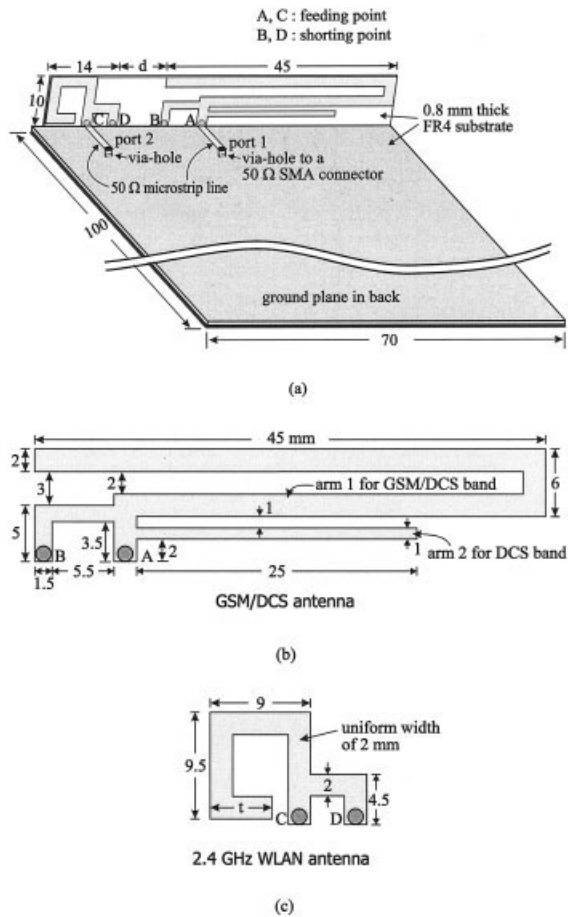 A, C : feeding point
B, D : shorting point
14
d
45
10
C
D
B
A
port 2
via-hole
port 1
via-hole to a
50 Ω SMA connector
0.8 mm thick
FR4 substrate
50 Ω microstrip line
100
ground plane in back
70
(a)
45 mm
2
3
2
6
arm 1 for GSM/DCS band
5
1
3.5
2
B
A
1
arm 2 for DCS band
1.5
5.5
25
GSM/DCS antenna
(b)
9
uniform width
of 2 mm
9.5
2
4.5
t
C
D
2.4 GHz WLAN antenna
(c)